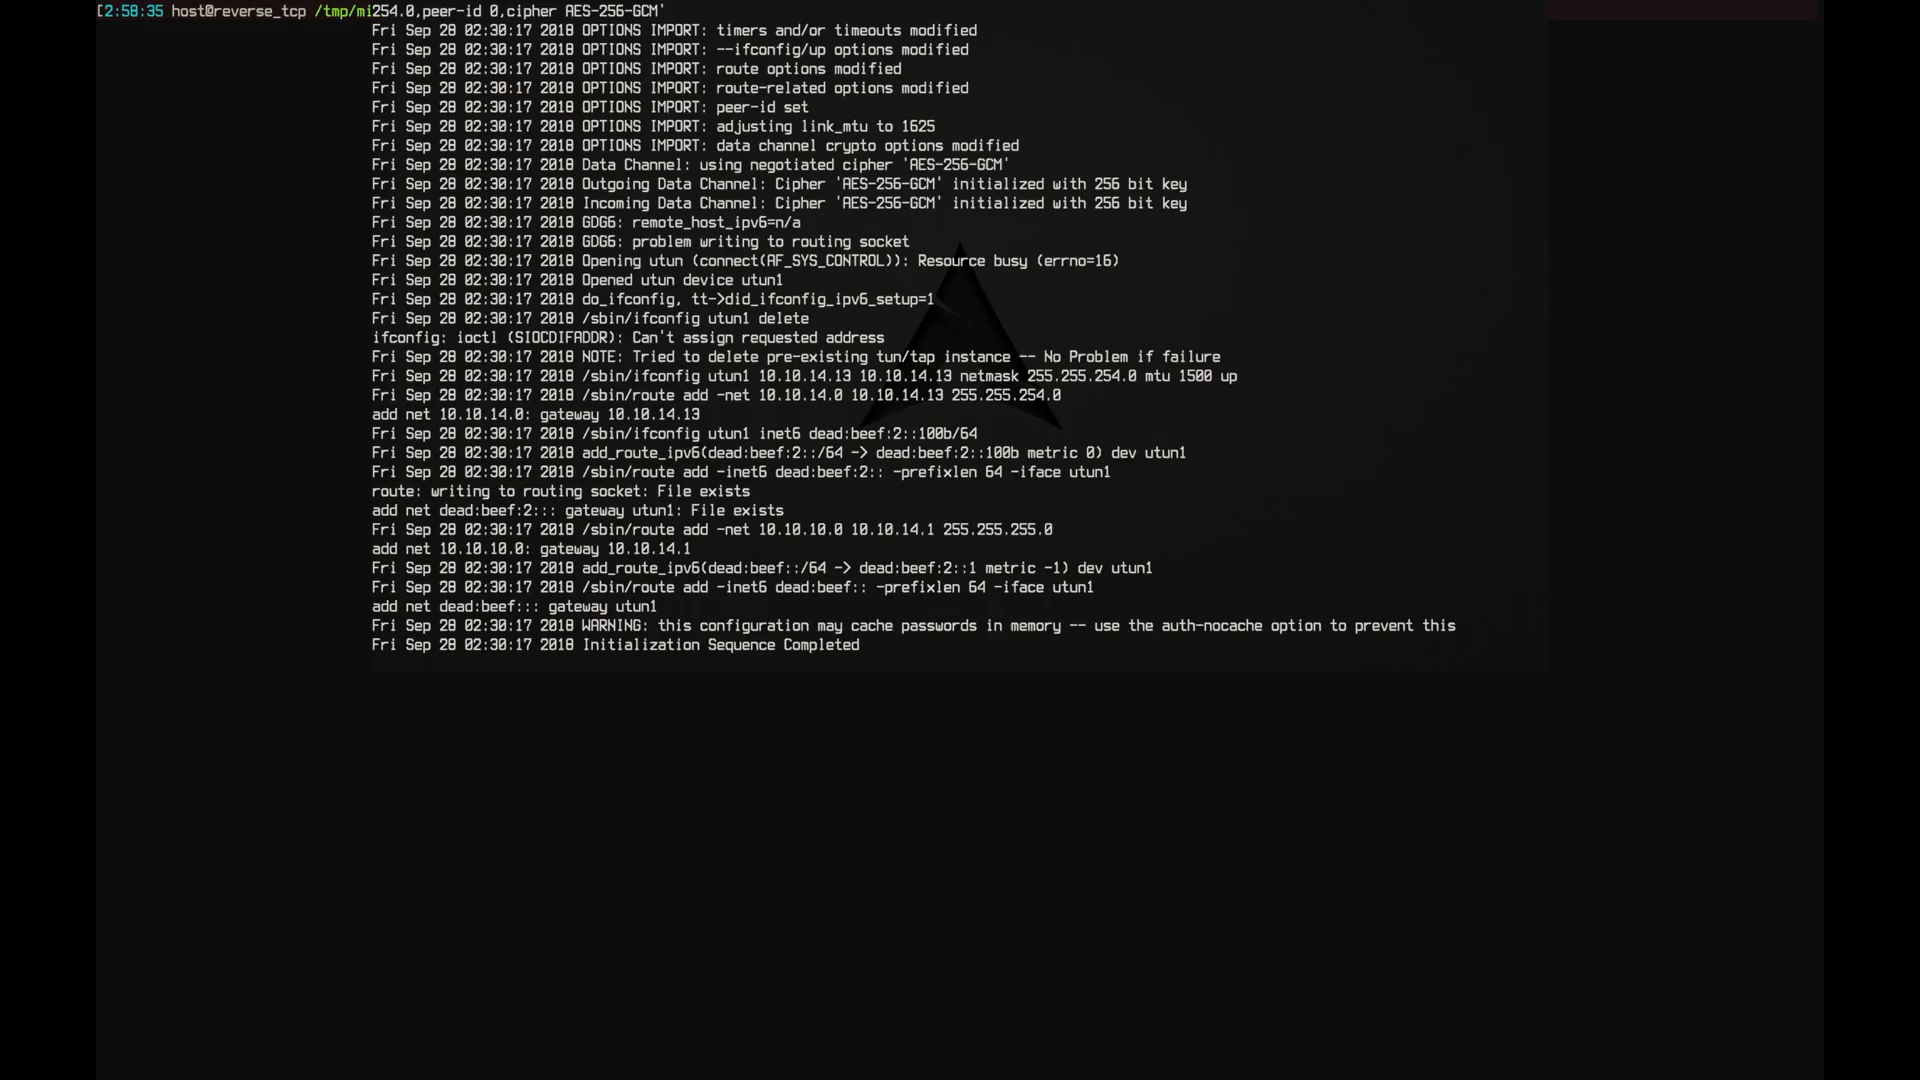 [2:58:35 host@reverse_tcp /tmp/mi254.0,peer-id 0,cipher AES-256-GCM'
Fri Sep 28 02:30:17 2018 OPTIONS IMPORT: timers and/or timeouts modified
Fri Sep 28 02:30:17 2018 OPTIONS IMPORT: --ifconfig/up options modified
Fri Sep 28 02:30:17 2018 OPTIONS IMPORT: route options modified
Fri Sep 28 02:30:17 2018 OPTIONS IMPORT: route-related options modified
Fri Sep 28 02:30:17 2018 OPTIONS IMPORT: peer-id set
Fri Sep 28 02:30:17 2018 OPTIONS IMPORT: adjusting link_mtu to 1625
Fri Sep 28 02:30:17 2018 OPTIONS IMPORT: data channel crypto options modified
Fri Sep 28 02:30:17 2018 Data Channel: using negotiated cipher 'AES-256-GCM'
Fri Sep 28 02:30:17 2018 Outgoing Data Channel: Cipher 'AES-256-GCM' initialized with 256 bit key
Fri Sep 28 02:30:17 2018 Incoming Data Channel: Cipher 'AES-256-GCM' initialized with 256 bit key
Fri Sep 28 02:30:17 2018 GDG6: remote_host_ipv6=n/a
Fri Sep 28 02:30:17 2018 GDG6: problem writing to routing socket
Fri Sep 28 02:30:17 2018 Opening utun (connect(AF_SYS_CONTROL)): Resource busy (errno=16)
Fri Sep 28 02:30:17 2018 Opened utun device utun1
Fri Sep 28 02:30:17 2018 do_ifconfig, tt->did_ifconfig_ipv6_setup=1
Fri Sep 28 02:30:17 2018 /sbin/ifconfig utun1 delete
ifconfig: ioctl (SIOCDIFADDR): Can't assign requested address
Fri Sep 28 02:30:17 2018 NOTE: Tried to delete pre-existing tun/tap instance -- No Problem if failure
Fri Sep 28 02:30:17 2018 /sbin/ifconfig utun1 10.10.14.13 10.10.14.13 netmask 255.255.254.0 mtu 1500 up
Fri Sep 28 02:30:17 2018 /sbin/route add -net 10.10.14.0 10.10.14.13 255.255.254.0
add net 10.10.14.0: gateway 10.10.14.13
Fri Sep 28 02:30:17 2018 /sbin/ifconfig utun1 inet6 dead:beef:2::100b/64
Fri Sep 28 02:30:17 2018 add_route_ipv6(dead:beef:2::/64 -> dead:beef:2::100b metric 0) dev utun1
Fri Sep 28 02:30:17 2018 /sbin/route add -inet6 dead:beef:2:: -prefixlen 64 -iface utun1
route: writing to routing socket: File exists
add net dead:beef:2::: gateway utun1: File exists
Fri Sep 28 02:30:17 2018 /sbin/route add -net 10.10.10.0 10.10.14.1 255.255.255.0
add net 10.10.10.0: gateway 10.10.14.1
Fri Sep 28 02:30:17 2018 add_route_ipv6(dead:beef::/64 -> dead:beef:2::1 metric -1) dev utun1
Fri Sep 28 02:30:17 2018 /sbin/route add -inet6 dead:beef:: -prefixlen 64 -iface utun1
add net dead:beef::: gateway utun1
Fri Sep 28 02:30:17 2018 WARNING: this configuration may cache passwords in memory -- use the auth-nocache option to prevent this
Fri Sep 28 02:30:17 2018 Initialization Sequence Completed